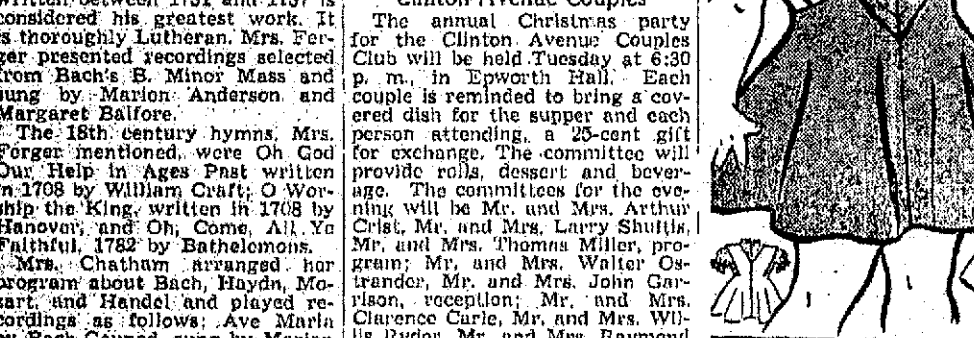 considered his greatest work. It
is thoroughly Lutheran. Mrs. Fer-
ger presented recordings selected
from Bach's B. Minor Mass and
sung by Marion Anderson and
Margaret Balfore.
The 18th century hymns, Mrs.
Forger mentioned, were Oh God
Our Help in Ages Past written
in 1708 by William Craft; O Wor-
ship the King, written in 1708 by
Hanover, and Oh, Come, All Ye
Faithful, 1782 by Bathelemons.
Mrs. Chatham arranged her
program about Bach, Haydn, Mo-
zart, and Handel and played re-
cordings as follows: Ave Maria
Clinton Avenue Couples
The annual Christmas party
for the Clinton Avenue Couples
Club will be held Tuesday at 6:30
p. m., in Epworth Hall. Each
couple is reminded to bring a cov-
ered dish for the supper and each
person attending, a 25-cent gift
for exchange. The committee will
provide rolls, dessert and bever-
age. The committees for the eve-
ning will be Mr. and Mrs. Arthur
Crist, Mr. and Mrs. Larry Shultis,
Mr. and Mrs. Thomas Miller, pro-
gram; Mr. and Mrs. Walter Os-
trander, Mr. and Mrs. John Gar-
rison, reception; Mr. and Mrs.
Clarence Carle, Mr. and Mrs. Wil-
lis Ryder, Mr. and Mrs. Raymond